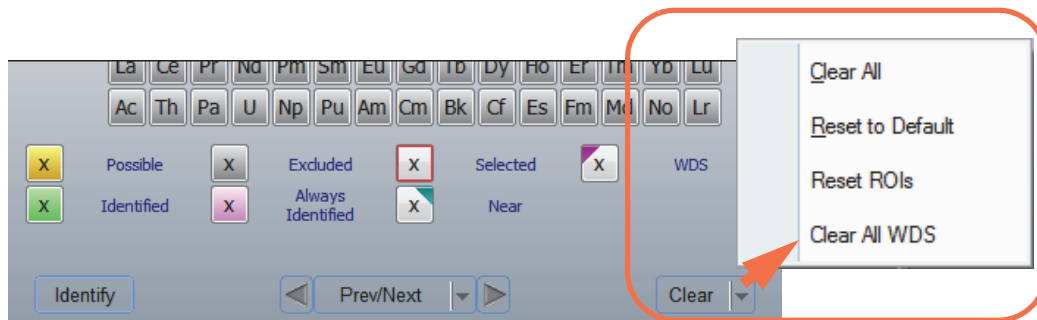 La Ce Pr Nd Pm Sm Eu Gd Tb Dy Ho Er Tm Yb Lu
Ac Th Pa U Np Pu Am Cm Bk Cf Es Fm Md No Lr
X Possible X Excluded X Selected X WDS
X Identified X Always Identified X Near
Identify Prev/Next Clear
Clear All
Reset to Default
Reset ROIs
Clear All WDS